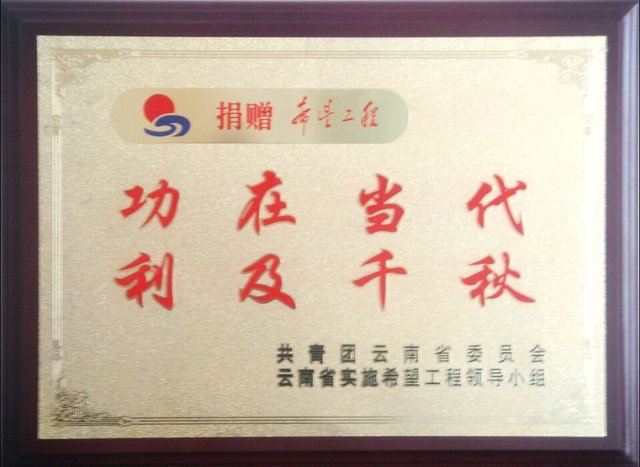 捐赠 希望工程
功在当代
利及千秋
共青团云南省委员会
云南省实施希望工程领导小组